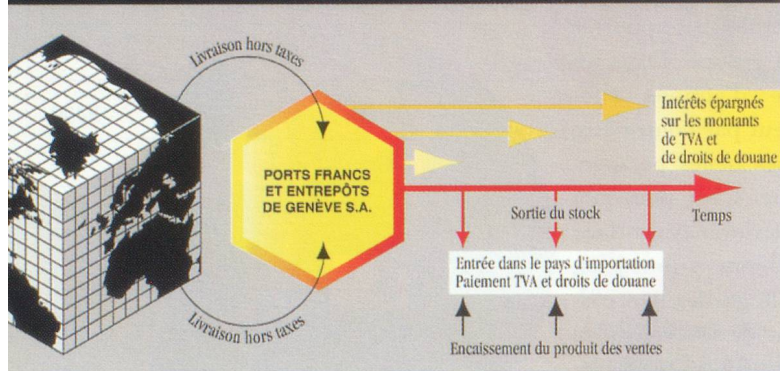 Livraison hors taxes
PORTS FRANCS
ET ENTREPÔTS
DE GENÈVE S.A.
Livraison hors taxes
Intérêts épargnés
sur les montants
de TVA et
de droits de douane
Sortie du stock
Temps
Entrée dans le pays d'importation
Paiement TVA et droits de douane
Encaissement du produit des ventes